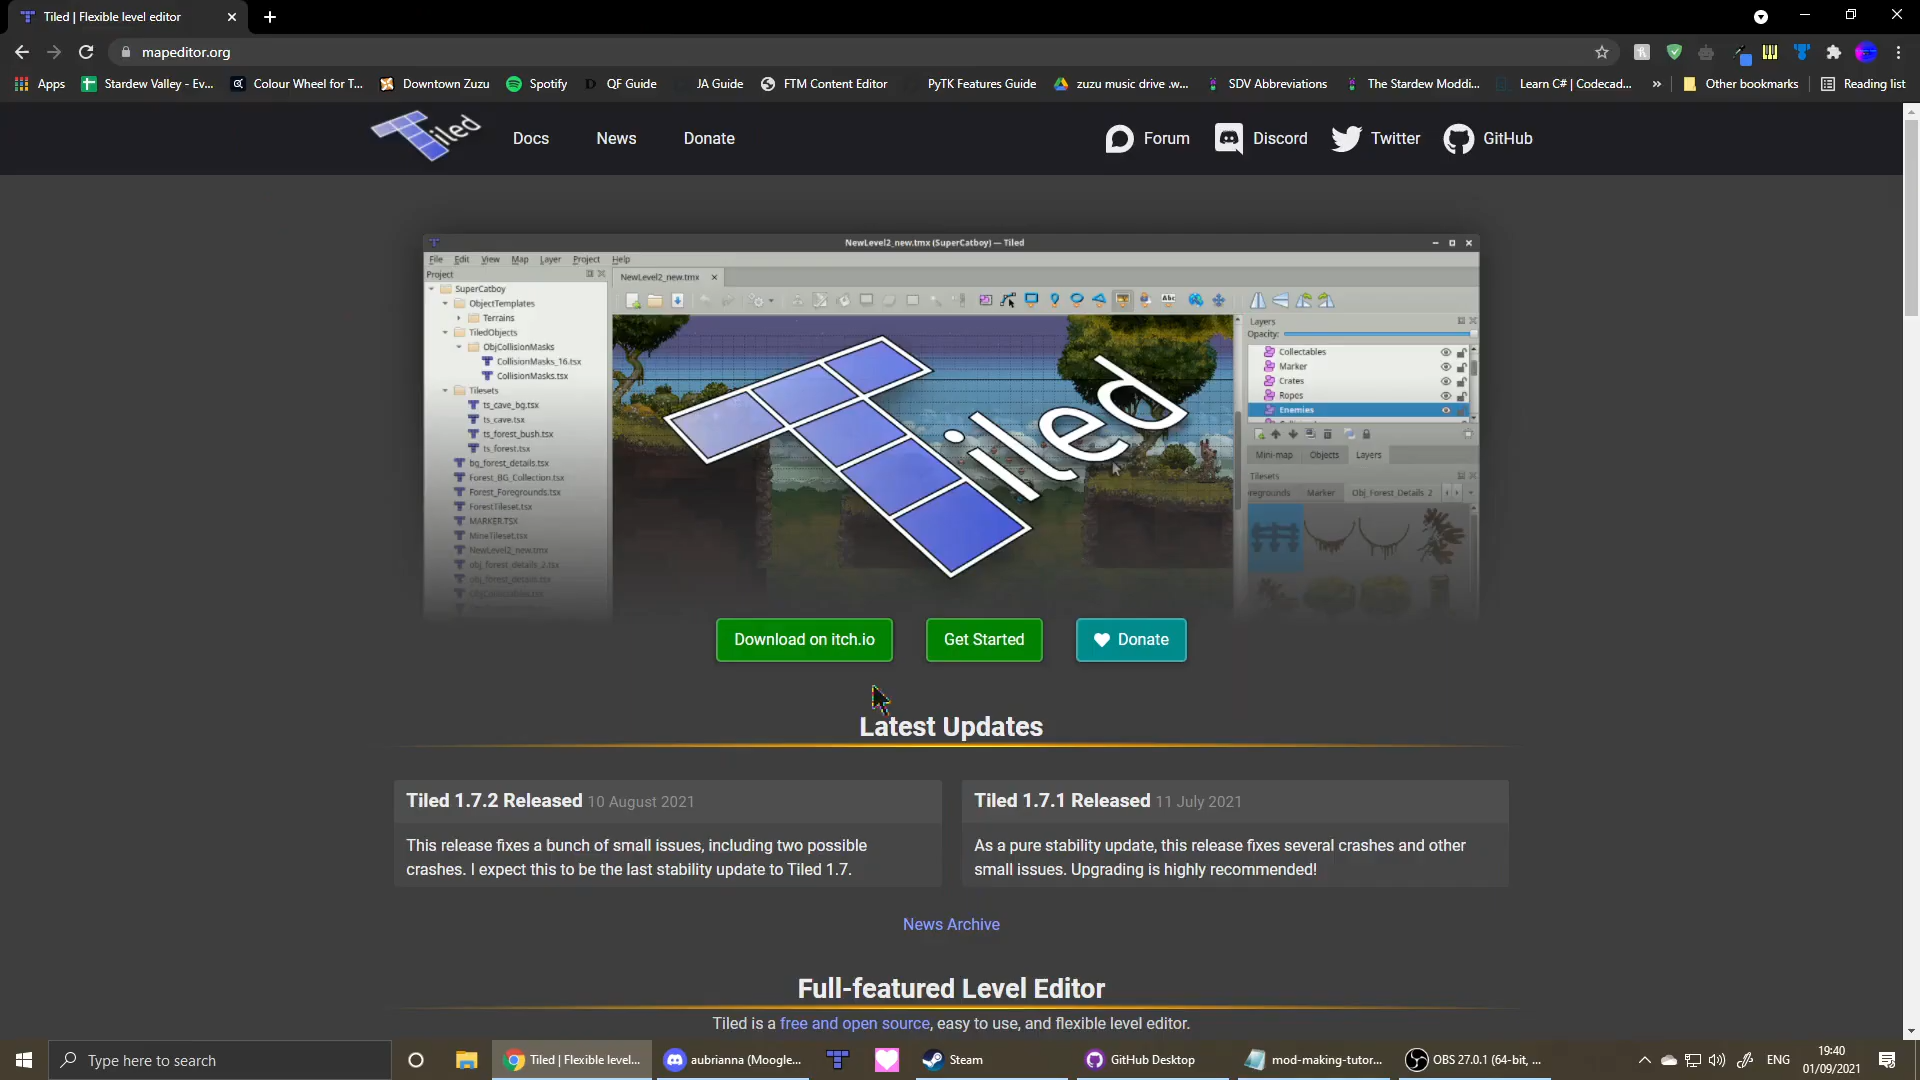 Tiled | Flexible level editor
mapeditor.org
Apps
Stardew Valley - Ev...
Colour Wheel for T...
Downtown Zuzu
Spotify
QF Guide
JA Guide
FTM Content Editor
PyTK Features Guide
zuzu music drive .w...
SDV Abbreviations
The Stardew Moddi...
Learn C# | Codecad...
»
Other bookmarks
Reading list
Tiled
Docs
News
Donate
Forum
Discord
Twitter
GitHub
NewLevel2_new.tmx (SuperCatboy) — Tiled
File Edit View Map Layer Project Help
Project
NewLevel2_new.tmx
SuperCatboy
ObjectTemplates
Terrains
TiledObjects
ObjCollisionMasks
CollisionMasks_16.tsx
CollisionMasks.tsx
Tilesets
ts_cave_bg.tsx
ts_cave.tsx
ts_forest_bush.tsx
ts_forest.tsx
bg_forest_details.tsx
Forest_BG_Collection.tsx
Forest_Foregrounds.tsx
ForestTileset.tsx
MARKER.TSX
MineTileset.tsx
NewLevel2_new.tmx
obj_forest_details_2.tsx
obj_forest_details.tsx
Abc
Layers
Opacity:
Collectables
Marker
Crates
Ropes
Enemies
Mini-map Objects Layers
Tilesets
regrounds Marker Obj_Forest_Details_2
Tiled
Download on itch.io
Get Started
Donate
Latest Updates
Tiled 1.7.2 Released 10 August 2021
This release fixes a bunch of small issues, including two possible
crashes. I expect this to be the last stability update to Tiled 1.7.
Tiled 1.7.1 Released 11 July 2021
As a pure stability update, this release fixes several crashes and other
small issues. Upgrading is highly recommended!
News Archive
Full-featured Level Editor
Tiled is a free and open source, easy to use, and flexible level editor.
Type here to search
Tiled | Flexible level...
aubrianna (Moogle...
Steam
GitHub Desktop
mod-making-tutor...
OBS 27.0.1 (64-bit, ...
ENG
19:40
01/09/2021